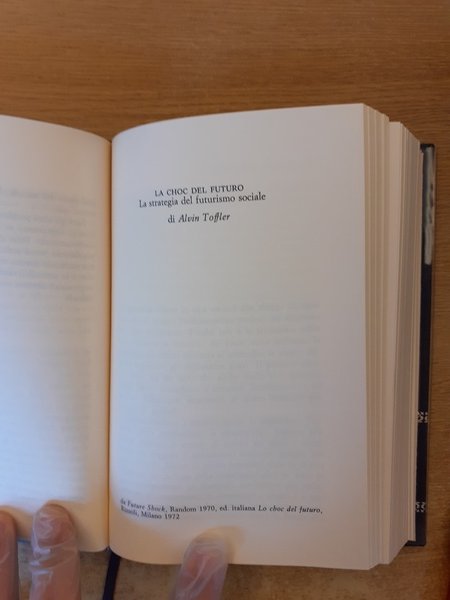 LA CHOC DEL FUTURO
La strategia del futurismo sociale
di Alvin Toffler
da Future Shock, Random 1970, ed. italiana Lo choc del futuro,
Rizzoli, Milano 1972